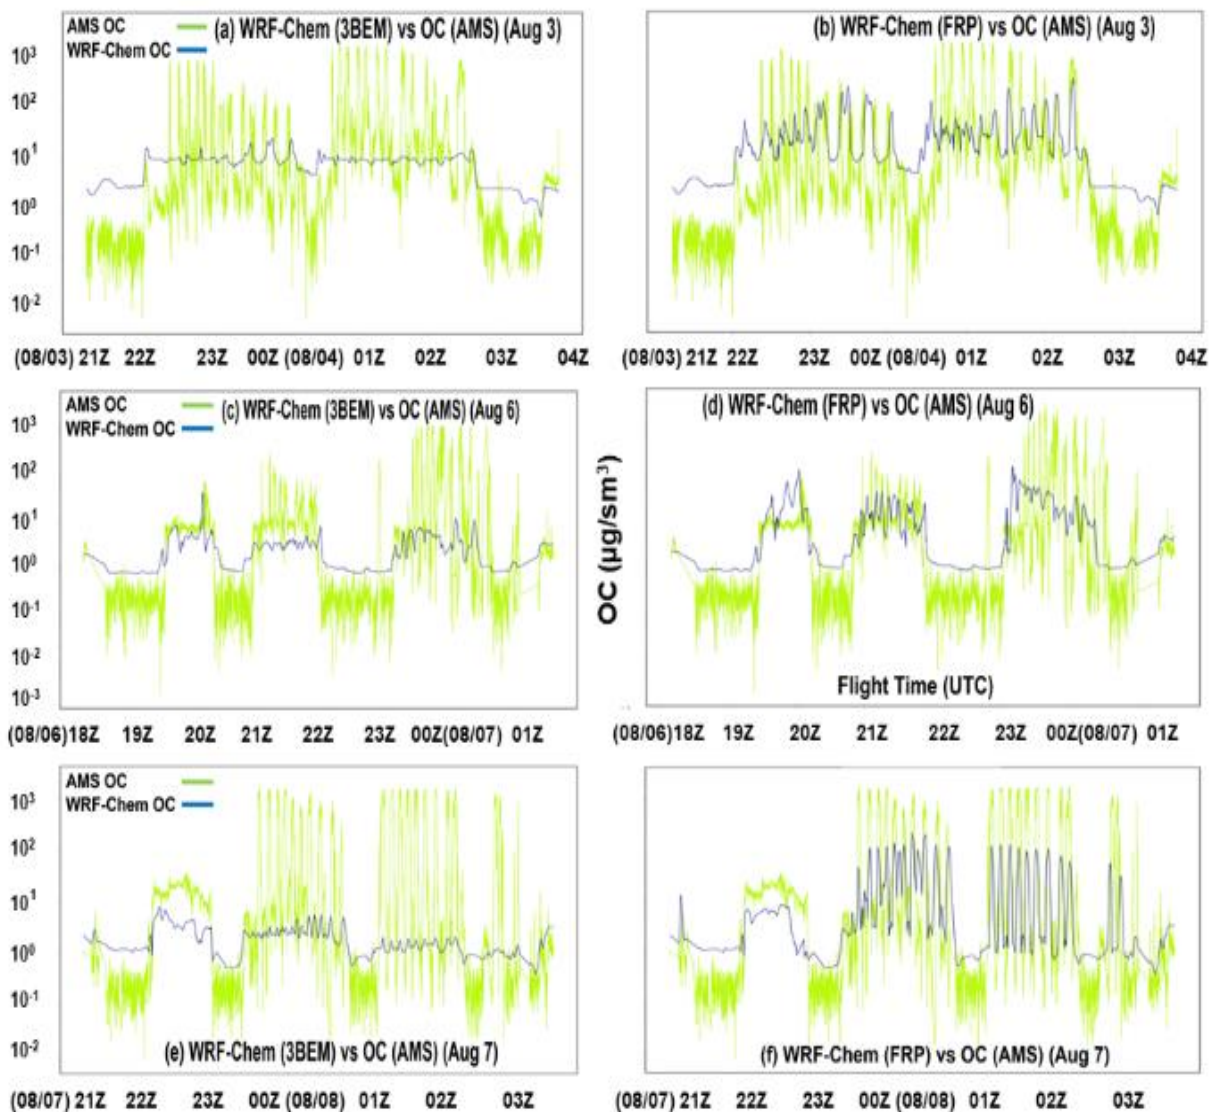 AMS OC
WRF-Chem OC
(a) WRF-Chem (3BEM) vs OC (AMS) (Aug 3)
10³
10²
10¹
10⁰
10⁻¹
10⁻²
(08/03) 21Z 22Z 23Z 00Z (08/04) 01Z 02Z 03Z 04Z
(b) WRF-Chem (FRP) vs OC (AMS) (Aug 3)
(08/03) 21Z 22Z 23Z 00Z (08/04) 01Z 02Z 03Z 04Z
AMS OC
WRF-Chem OC
(c) WRF-Chem (3BEM) vs OC (AMS) (Aug 6)
10³
10²
10¹
10⁰
10⁻¹
10⁻²
10⁻³
(08/06)18Z 19Z 20Z 21Z 22Z 23Z 00Z(08/07) 01Z
OC (µg/sm³)
(d) WRF-Chem (FRP) vs OC (AMS) (Aug 6)
Flight Time (UTC)
(08/06)18Z 19Z 20Z 21Z 22Z 23Z 00Z(08/07) 01Z
AMS OC
WRF-Chem OC
10³
10²
10¹
10⁰
10⁻¹
10⁻²
(e) WRF-Chem (3BEM) vs OC (AMS) (Aug 7)
(08/07) 21Z 22Z 23Z 00Z (08/08) 01Z 02Z 03Z
(f) WRF-Chem (FRP) vs OC (AMS) (Aug 7)
(08/07) 21Z 22Z 23Z 00Z (08/08) 01Z 02Z 03Z